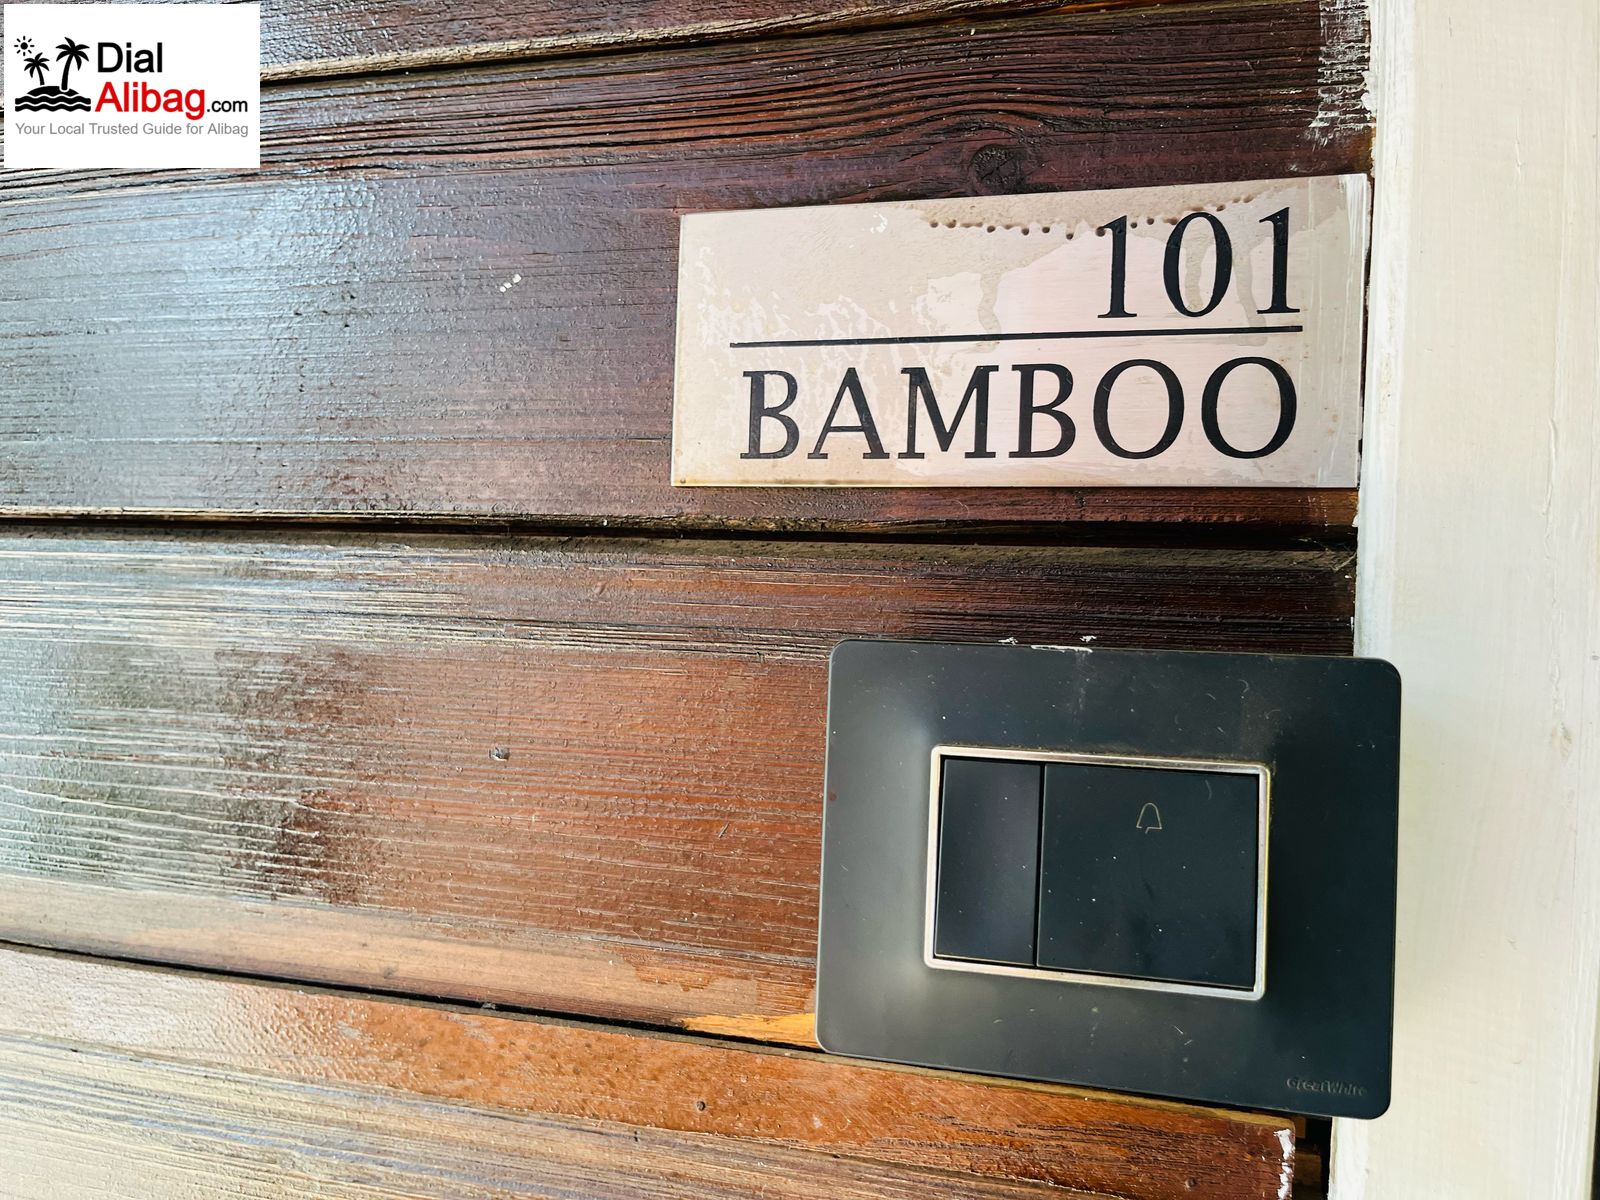 Dial
Alibag.com
Your Local Trusted Guide for Alibag
101
BAMBOO
GreatWhite